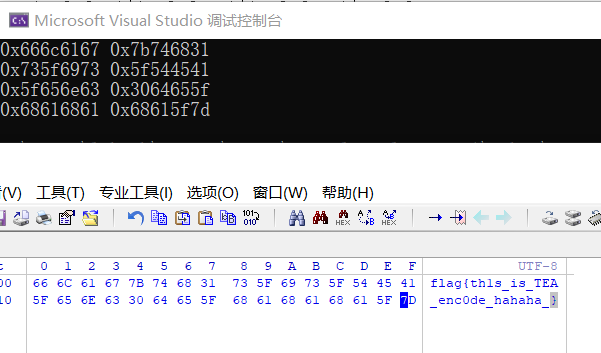 Microsoft Visual Studio 调试控制台
0x666c6167 0x7b746831
0x735f6973 0x5f544541
0x5f656e63 0x3064655f
0x68616861 0x68615f7d
(V) 工具(T) 专业工具(I) 选项(O) 窗口(W) 帮助(H)
0 1 2 3 4 5 6 7 8 9 A B C D E F UTF-8
00 66 6C 61 67 7B 74 68 31 73 5F 69 73 5F 54 45 41 flag{th1s_is_TEA
10 5F 65 6E 63 30 64 65 5F 68 61 68 61 68 61 5F 7D _enc0de_hahaha_}